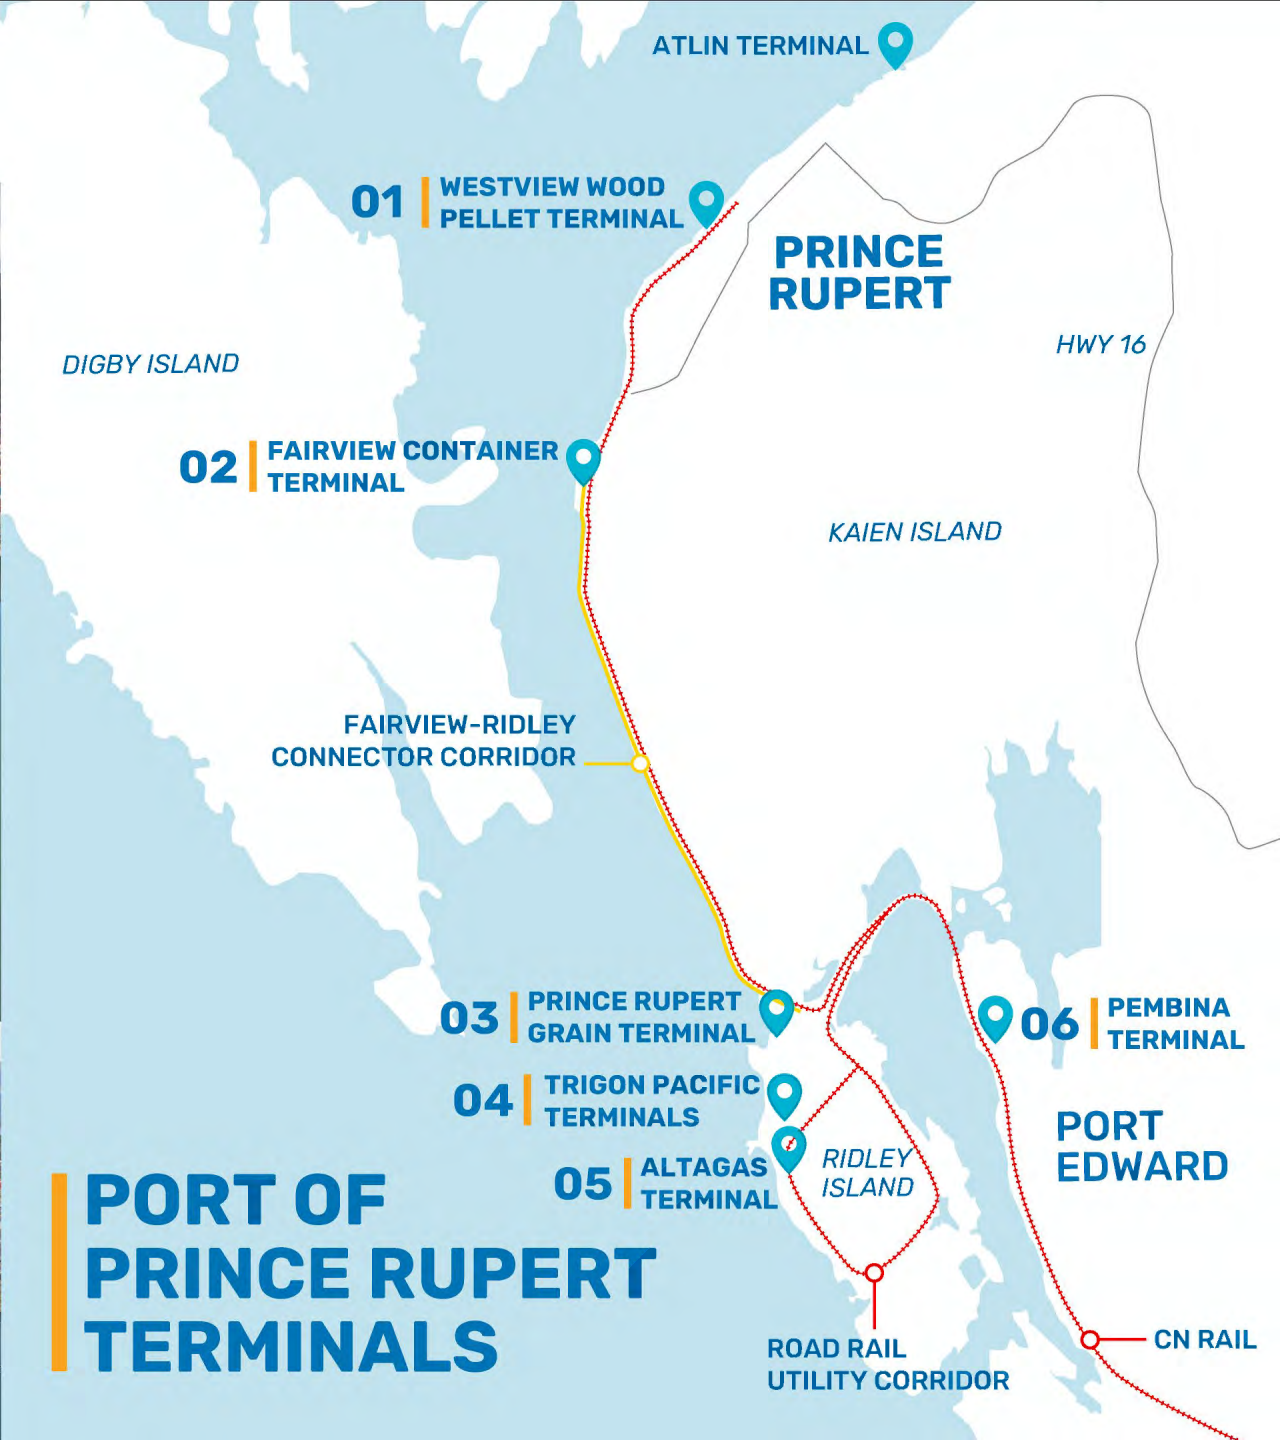 ATLIN TERMINAL
01
WESTVIEW WOOD
PELLET TERMINAL
PRINCE
RUPERT
HWY 16
DIGBY ISLAND
02
FAIRVIEW CONTAINER
TERMINAL
KAIEN ISLAND
FAIRVIEW-RIDLEY
CONNECTOR CORRIDOR
03
PRINCE RUPERT
GRAIN TERMINAL
06
PEMBINA
TERMINAL
04
TRIGON PACIFIC
TERMINALS
PORT
EDWARD
05
ALTAGAS
TERMINAL
RIDLEY
ISLAND
PORT OF
PRINCE RUPERT
TERMINALS
ROAD RAIL
UTILITY CORRIDOR
CN RAIL